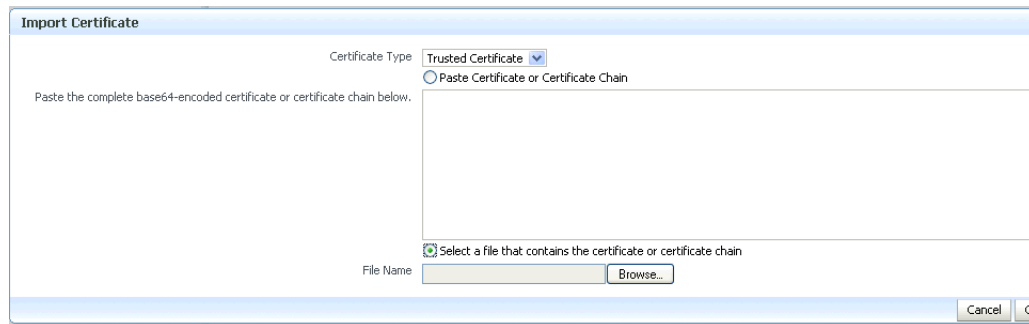 Import Certificate
Certificate Type Trusted Certificate
Paste Certificate or Certificate Chain
Paste the complete base64-encoded certificate or certificate chain below.
Select a file that contains the certificate or certificate chain
File Name Browse...
Cancel